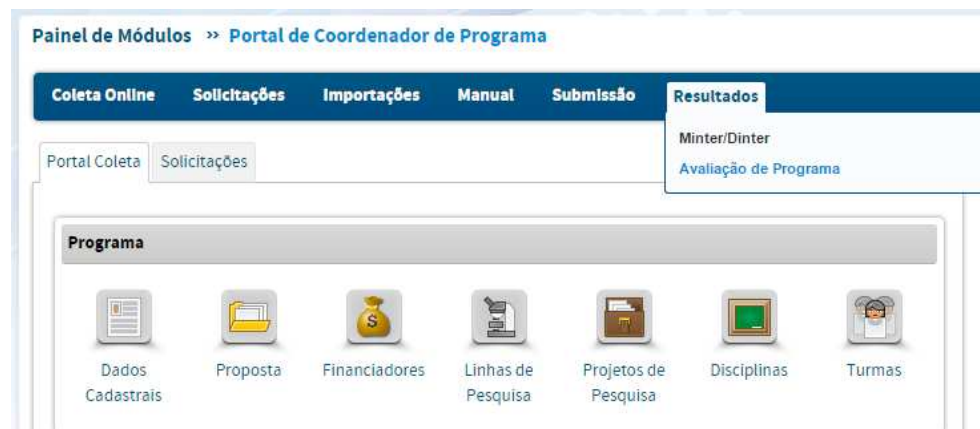 Painel de Módulos » Portal de Coordenador de Programa
Coleta Online Solicitações Importações Manual Submissão Resultados
Minter/Dinter
Avaliação de Programa
Portal Coleta Solicitações
Programa
Dados Cadastrais
Proposta
Financiadores
Linhas de Pesquisa
Projetos de Pesquisa
Disciplinas
Turmas